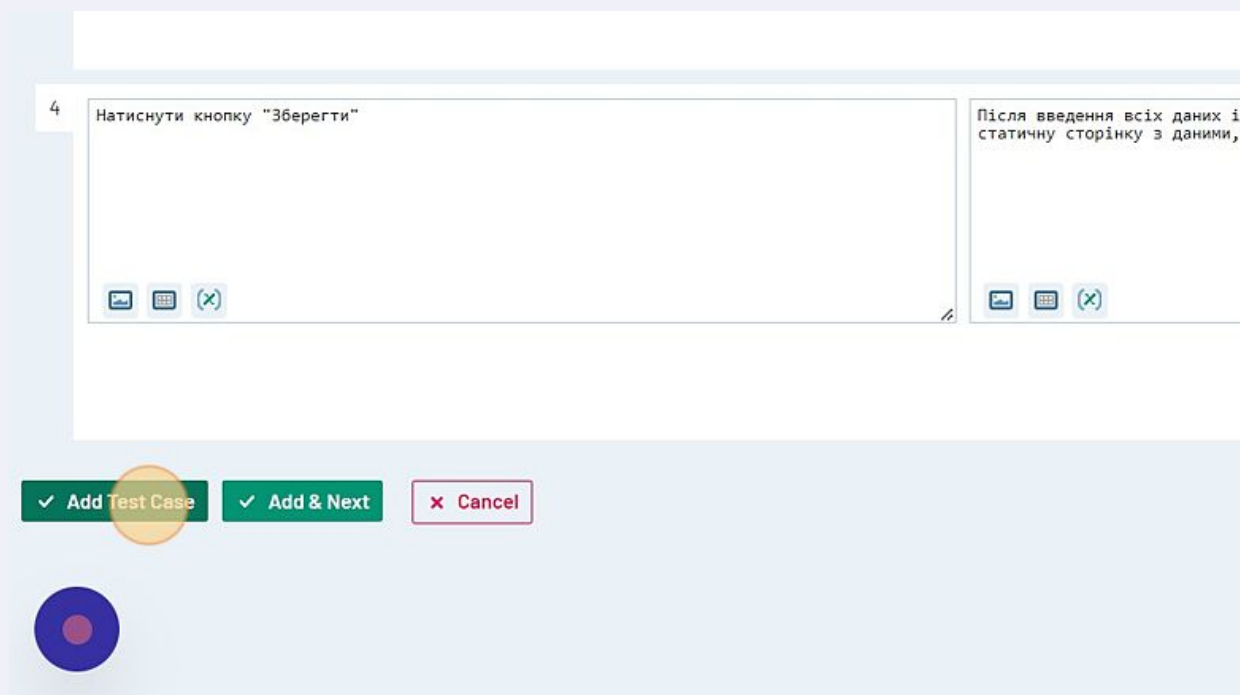 4
Натиснути кнопку "Зберегти"
Після введення всіх даних і
статичну сторінку з даними,
Add Test Case
Add & Next
Cancel